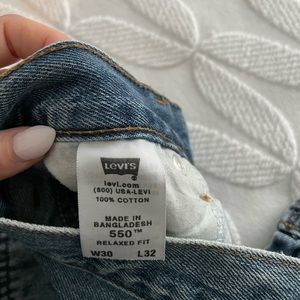 LEVI'S
levi.com
(800) USA-LEVI
100% COTTON
MADE IN
BANGLADESH
550™
RELAXED FIT
W30 L32